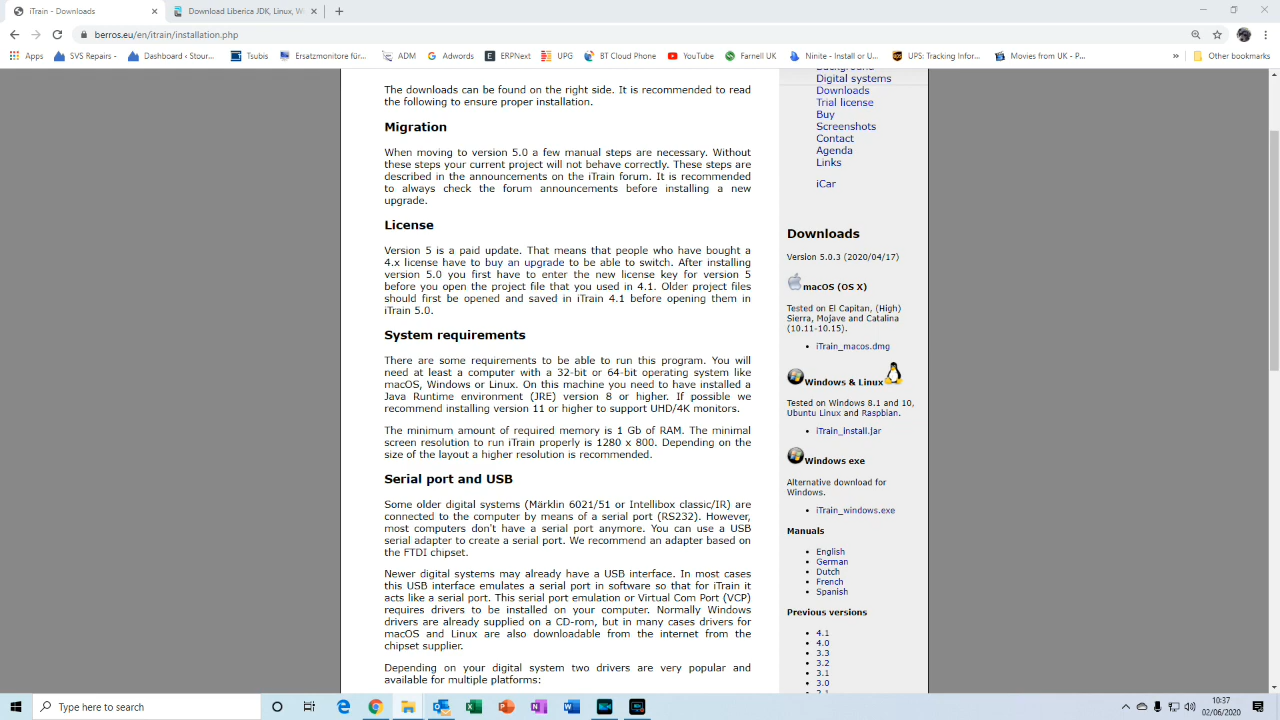 iTrain - Downloads
Download Liberica JDK, Linux, Wi
berros.eu/en/itrain/installation.php
Apps
SVS Repairs -
Dashboard ‹ Stour...
Tsubis
Ersatzmonitore für...
ADM
Adwords
ERPNext
UPG
BT Cloud Phone
YouTube
Farnell UK
Ninite - Install or U...
UPS: Tracking Infor...
Movies from UK - P...
»
Other bookmarks
The downloads can be found on the right side. It is recommended to read
the following to ensure proper installation.
Migration
When moving to version 5.0 a few manual steps are necessary. Without
these steps your current project will not behave correctly. These steps are
described in the announcements on the iTrain forum. It is recommended
to always check the forum announcements before installing a new
upgrade.
License
Version 5 is a paid update. That means that people who have bought a
4.x license have to buy an upgrade to be able to switch. After installing
version 5.0 you first have to enter the new license key for version 5
before you open the project file that you used in 4.1. Older project files
should first be opened and saved in iTrain 4.1 before opening them in
iTrain 5.0.
System requirements
There are some requirements to be able to run this program. You will
need at least a computer with a 32-bit or 64-bit operating system like
macOS, Windows or Linux. On this machine you need to have installed a
Java Runtime environment (JRE) version 8 or higher. If possible we
recommend installing version 11 or higher to support UHD/4K monitors.
The minimum amount of required memory is 1 Gb of RAM. The minimal
screen resolution to run iTrain properly is 1280 x 800. Depending on the
size of the layout a higher resolution is recommended.
Serial port and USB
Some older digital systems (Märklin 6021/51 or Intellibox classic/IR) are
connected to the computer by means of a serial port (RS232). However,
most computers don't have a serial port anymore. You can use a USB
serial adapter to create a serial port. We recommend an adapter based on
the FTDI chipset.
Newer digital systems may already have a USB interface. In most cases
this USB interface emulates a serial port in software so that for iTrain it
acts like a serial port. This serial port emulation or Virtual Com Port (VCP)
requires drivers to be installed on your computer. Normally Windows
drivers are already supplied on a CD-rom, but in many cases drivers for
macOS and Linux are also downloadable from the internet from the
chipset supplier.
Depending on your digital system two drivers are very popular and
available for multiple platforms:
Background
Digital systems
Downloads
Trial license
Buy
Screenshots
Contact
Agenda
Links
iCar
Downloads
Version 5.0.3 (2020/04/17)
macOS (OS X)
Tested on El Capitan, (High)
Sierra, Mojave and Catalina
(10.11-10.15).
• iTrain_macos.dmg
Windows & Linux
Tested on Windows 8.1 and 10,
Ubuntu Linux and Raspbian.
• iTrain_install.jar
Windows exe
Alternative download for
Windows.
• iTrain_windows.exe
Manuals
• English
• German
• Dutch
• French
• Spanish
Previous versions
• 4.1
• 4.0
• 3.3
• 3.2
• 3.1
• 3.0
Type here to search
10:37
02/06/2020